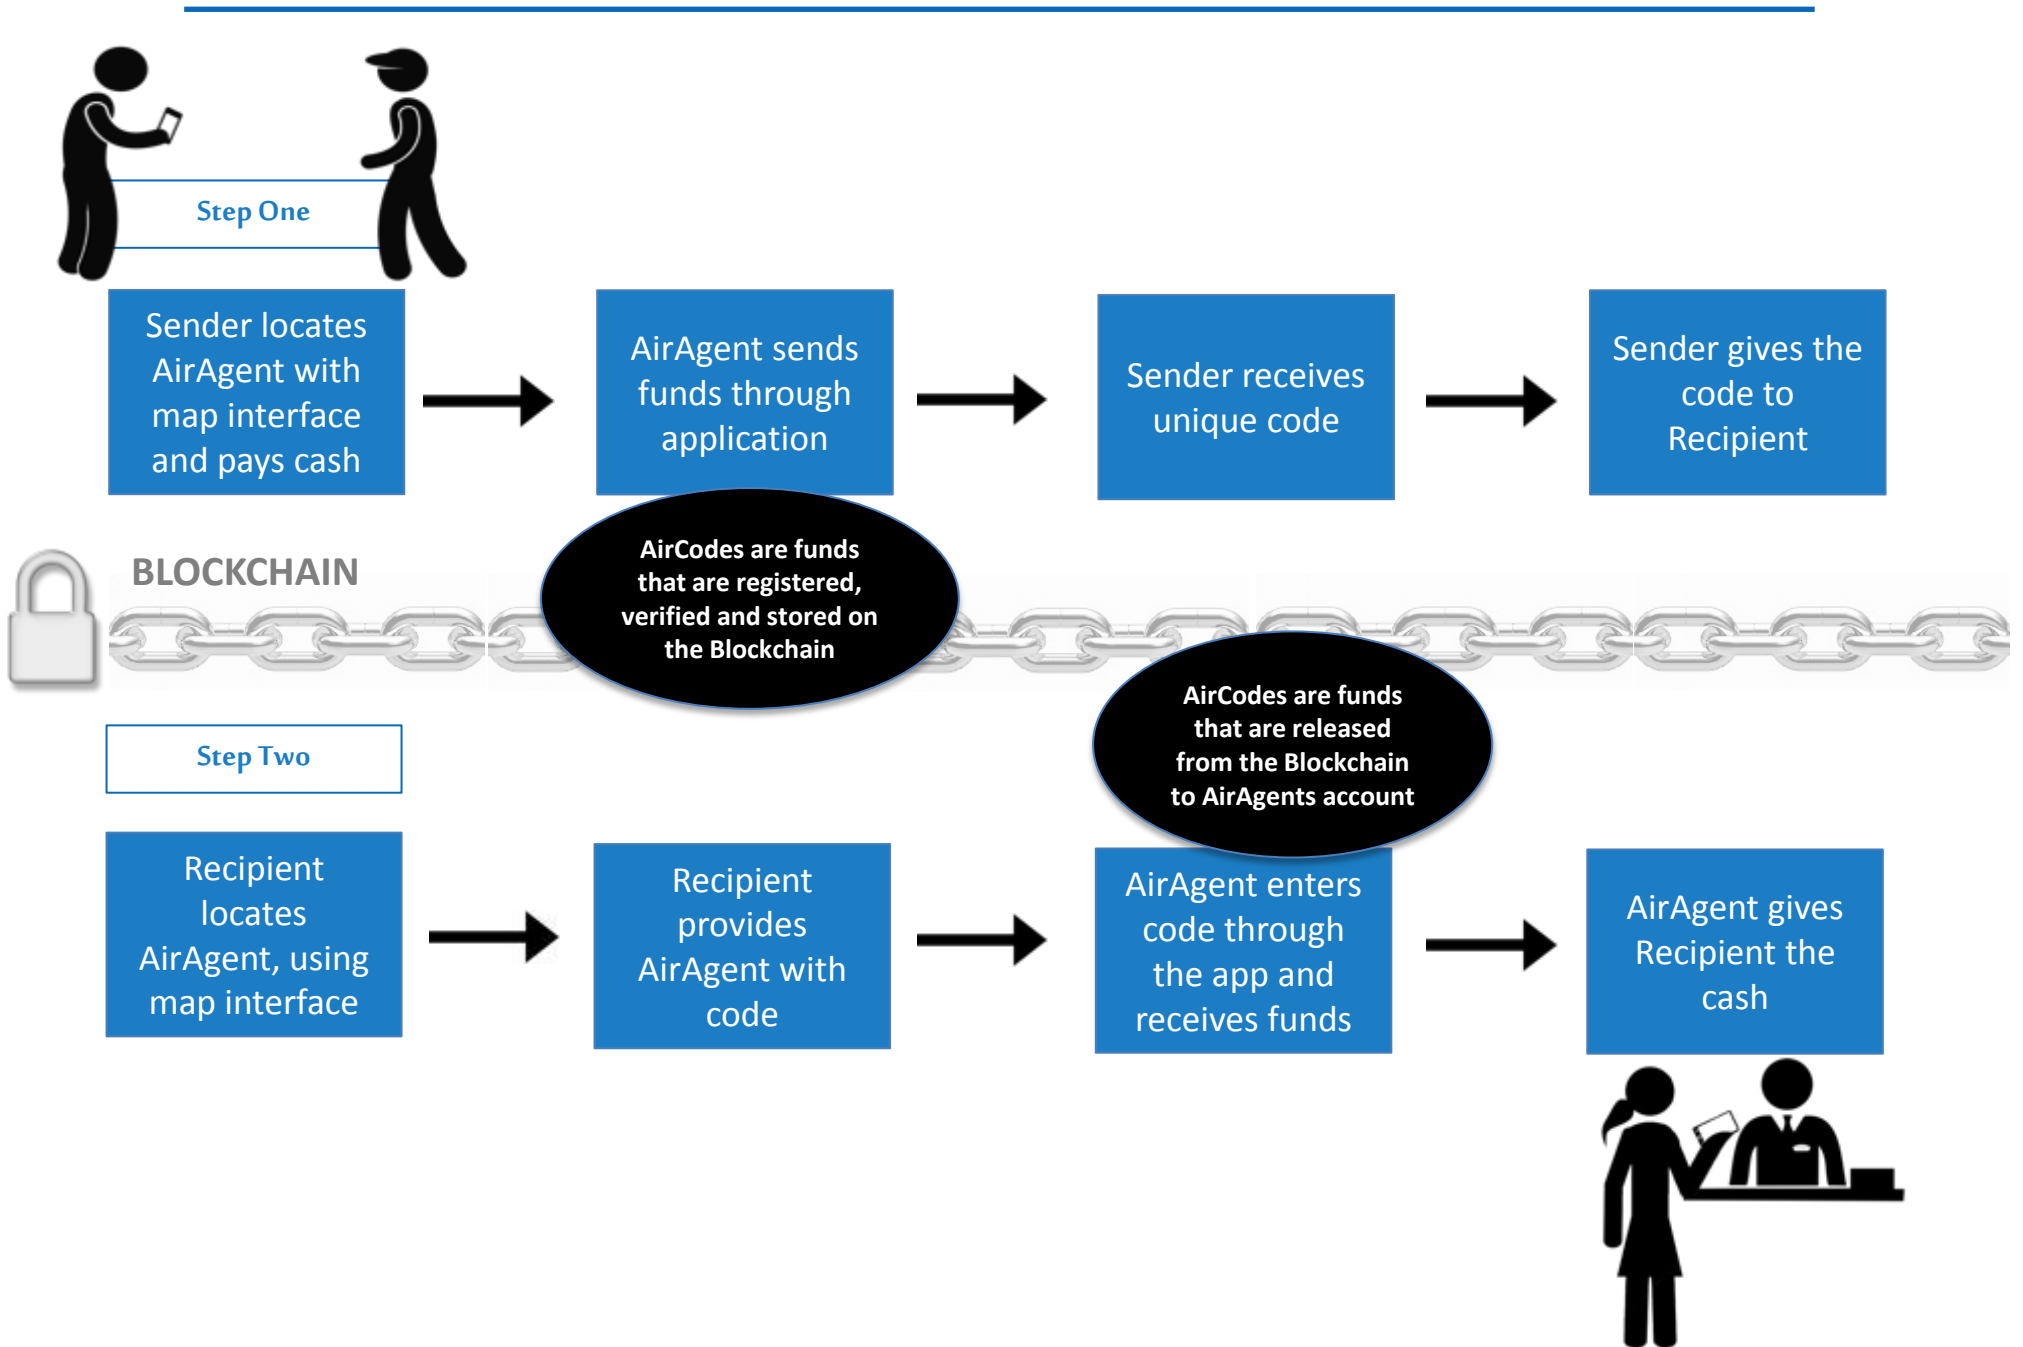 Step One
Sender locates
AirAgent with
map interface
and pays cash
AirAgent sends
funds through
application
Sender receives
unique code
Sender gives the
code to
Recipient
BLOCKCHAIN
AirCodes are funds
that are registered,
verified and stored on
the Blockchain
AirCodes are funds
that are released
from the Blockchain
to AirAgents account
Step Two
Recipient
locates
AirAgent, using
map interface
Recipient
provides
AirAgent with
code
AirAgent enters
code through
the app and
receives funds
AirAgent gives
Recipient the
cash